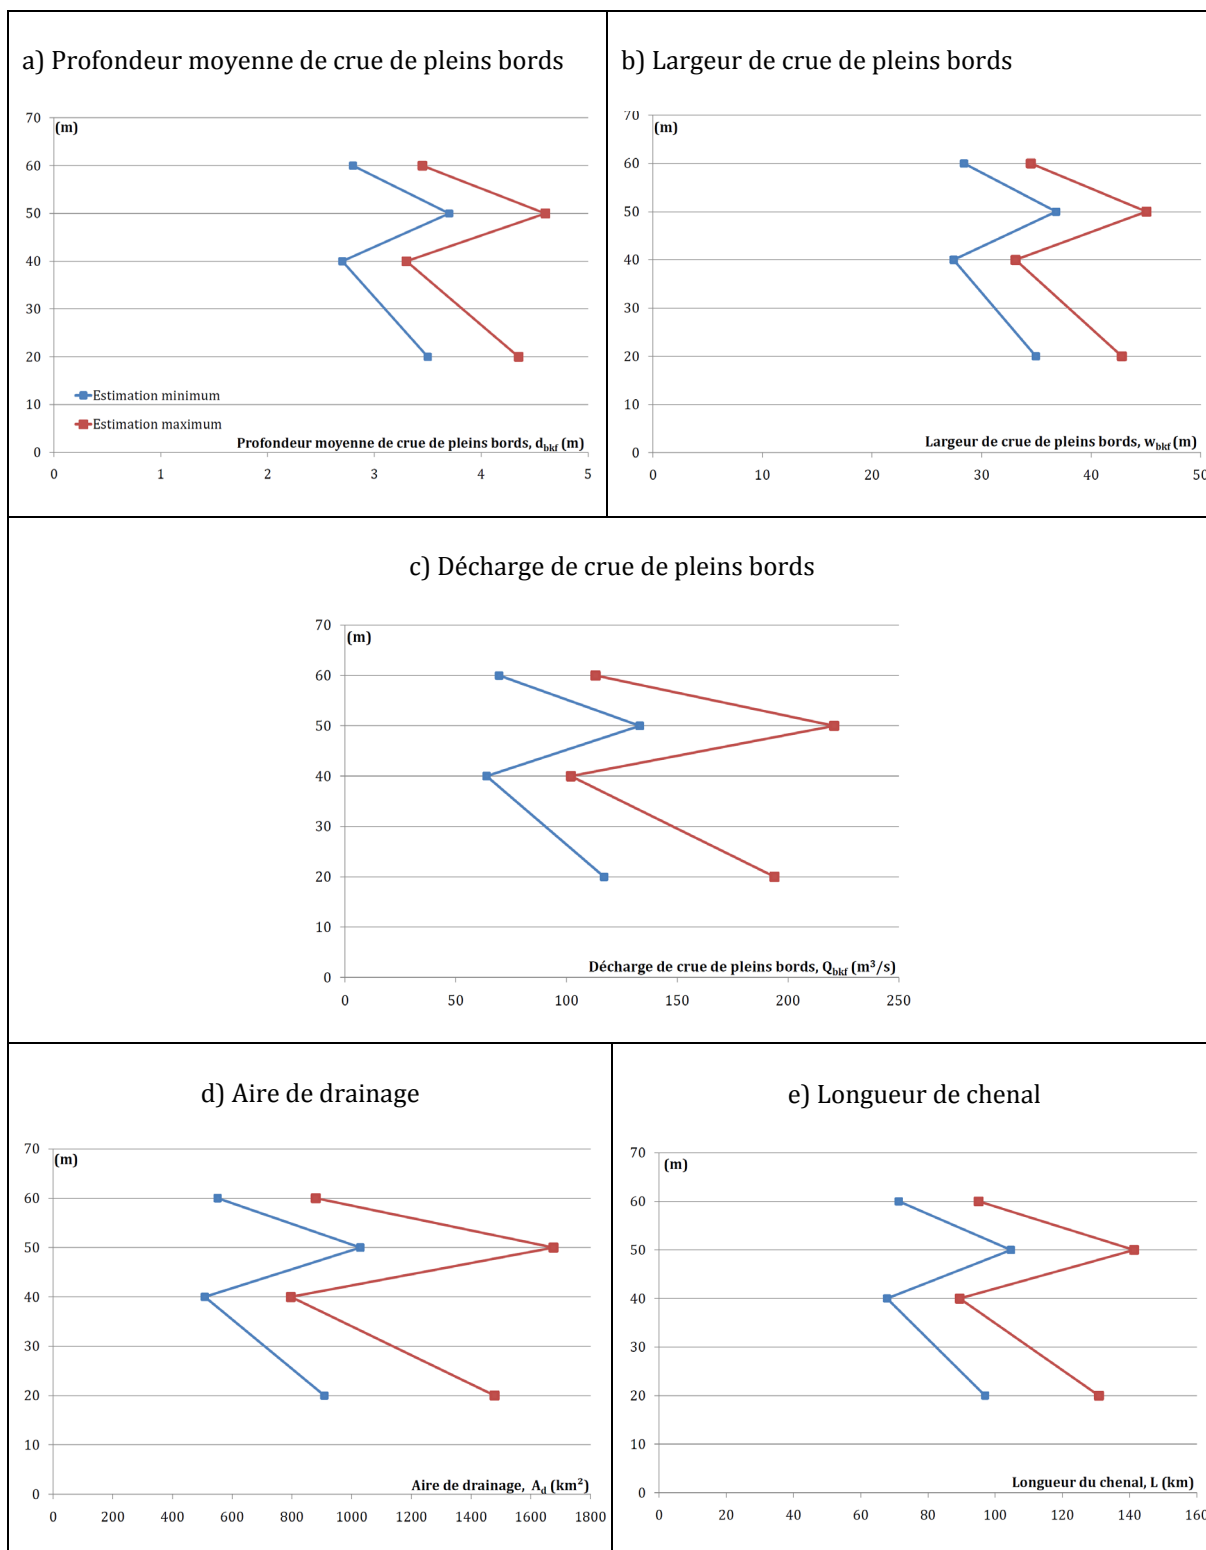 a) Profondeur moyenne de crue de pleins bords
70
(m)
60
50
40
30
20
10
0
Estimation minimum
Estimation maximum
Profondeur moyenne de crue de pleins bords, dbkf (m)
0 1 2 3 4 5
b) Largeur de crue de pleins bords
70
(m)
60
50
40
30
20
10
0
Largeur de crue de pleins bords, wbkf (m)
0 10 20 30 40 50
c) Décharge de crue de pleins bords
70
(m)
60
50
40
30
20
10
0
Décharge de crue de pleins bords, Qbkf (m³/s)
0 50 100 150 200 250
d) Aire de drainage
70
(m)
60
50
40
30
20
10
0
Aire de drainage, Ad (km²)
0 200 400 600 800 1000 1200 1400 1600 1800
e) Longueur de chenal
70
(m)
60
50
40
30
20
10
0
Longueur du chenal, L (km)
0 20 40 60 80 100 120 140 160